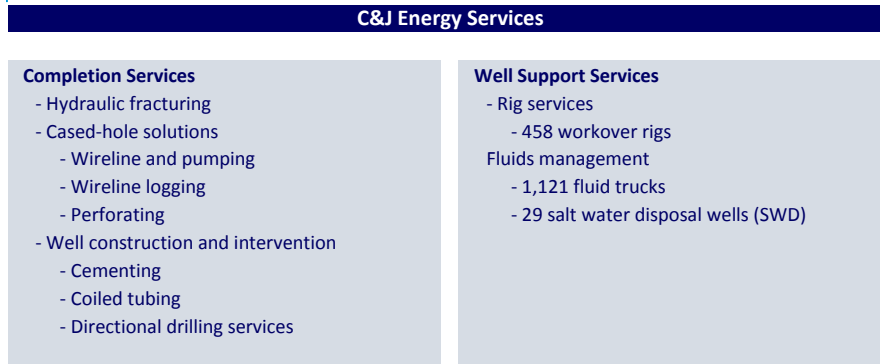 C&J Energy Services
Completion Services
- Hydraulic fracturing
- Cased-hole solutions
- Wireline and pumping
- Wireline logging
- Perforating
- Well construction and intervention
- Cementing
- Coiled tubing
- Directional drilling services
Well Support Services
- Rig services
- 458 workover rigs
Fluids management
- 1,121 fluid trucks
- 29 salt water disposal wells (SWD)